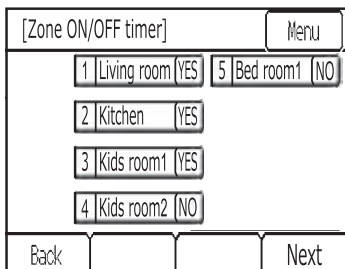 [Zone ON/OFF timer] Menu
1 Living room YES 5 Bed room1 NO
2 Kitchen YES
3 Kids room1 YES
4 Kids room2 NO
Back Next